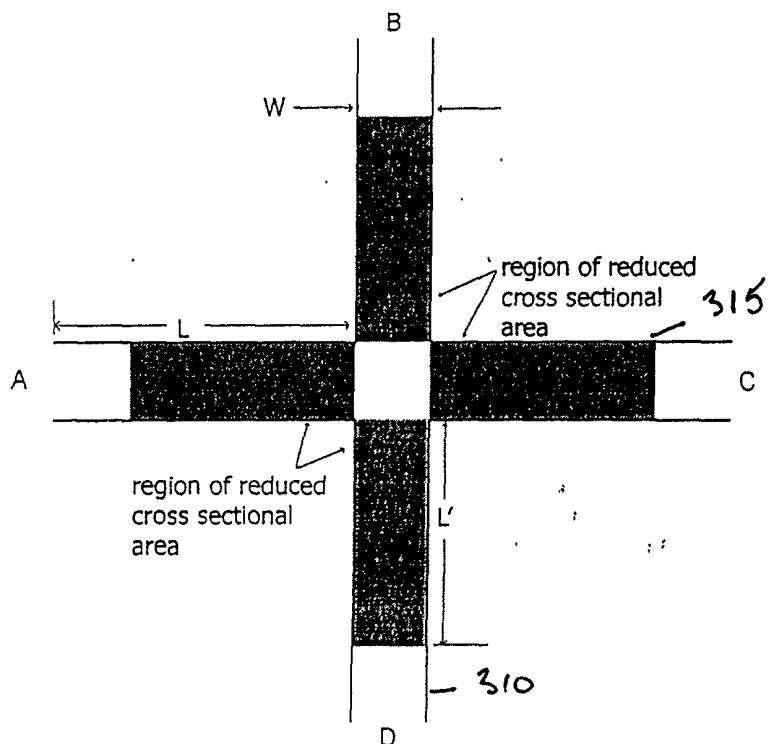 B
W
region of reduced
cross sectional
area
315
L
A
C
region of reduced
cross sectional
area
L'
310
D